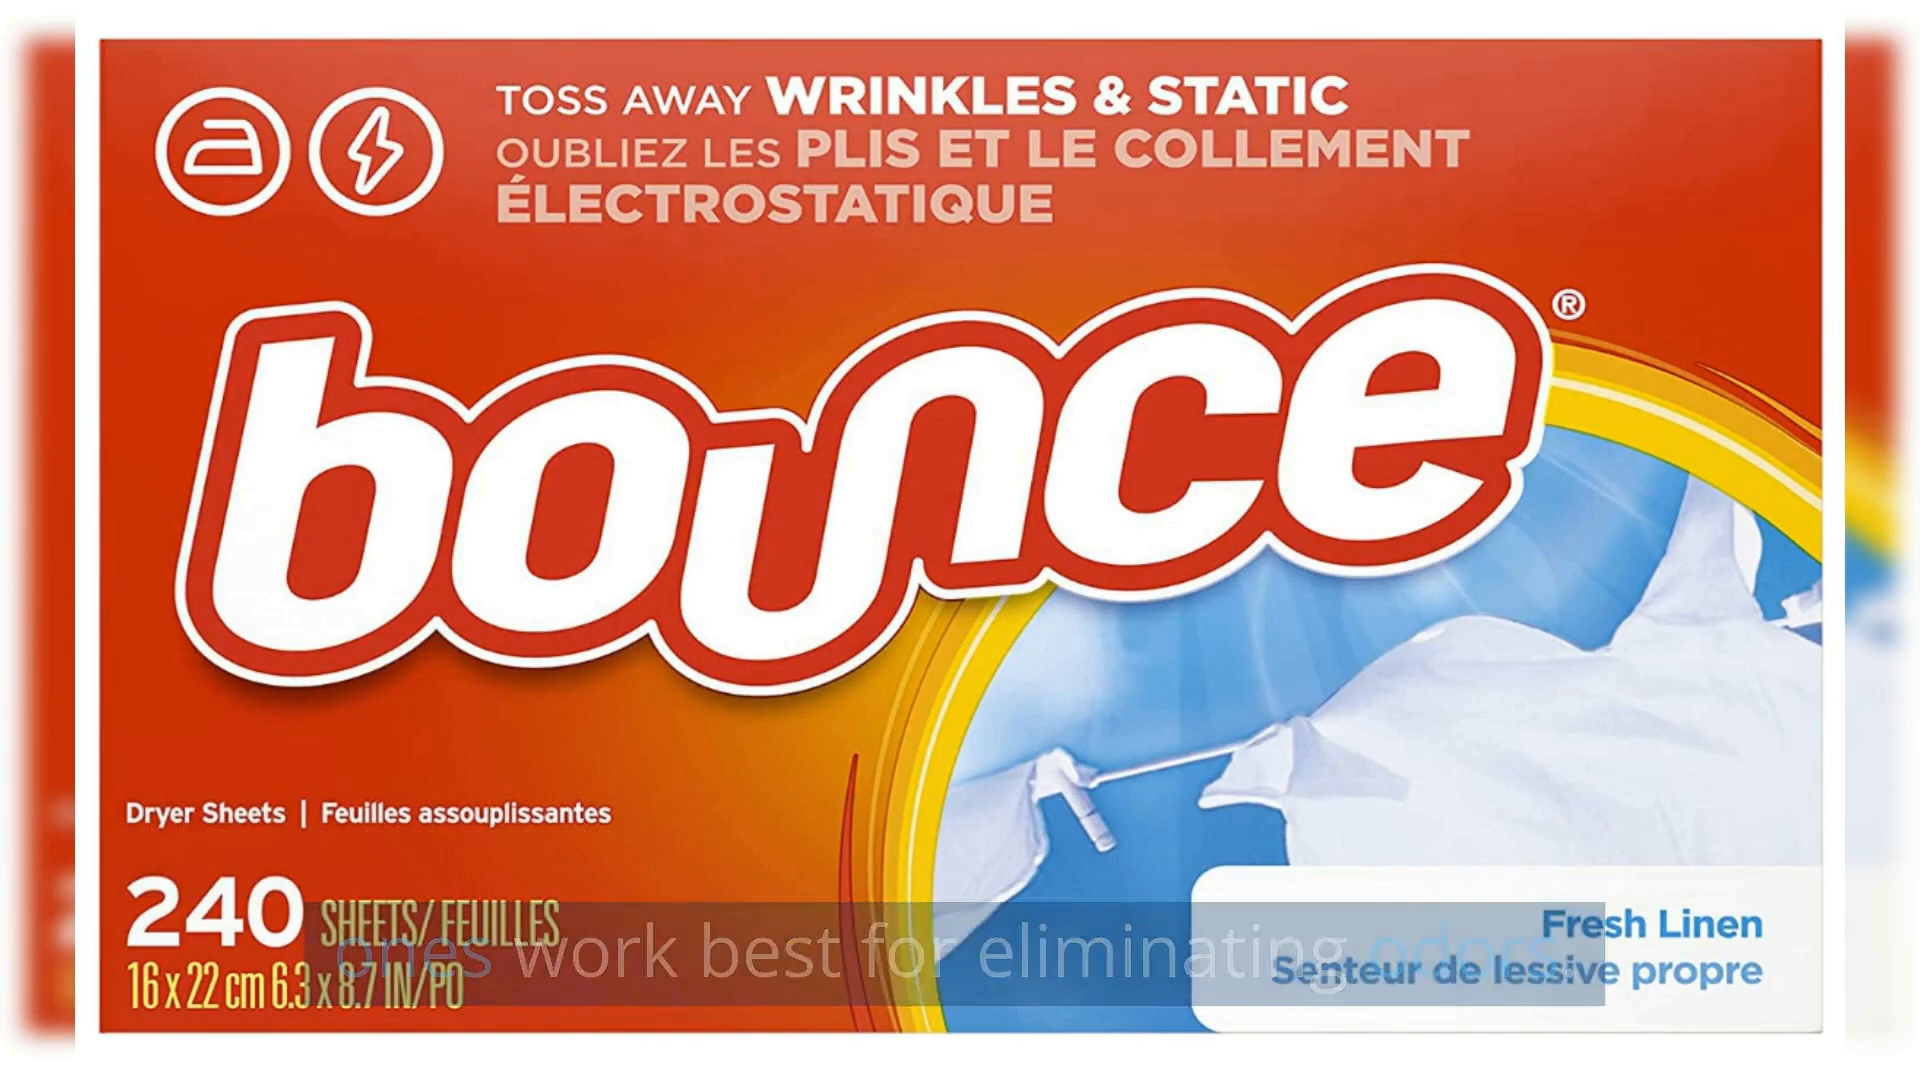 TOSS AWAY WRINKLES & STATIC
OUBLIEZ LES PLIS ET LE COLLEMENT
ÉLECTROSTATIQUE
bounce®
Dryer Sheets | Feuilles assouplissantes
240 SHEETS/FEUILLES
16 x 22 cm 6.3 x 8.7 IN/PO
Fresh Linen
Senteur de lessive propre
ones work best for eliminating odors.